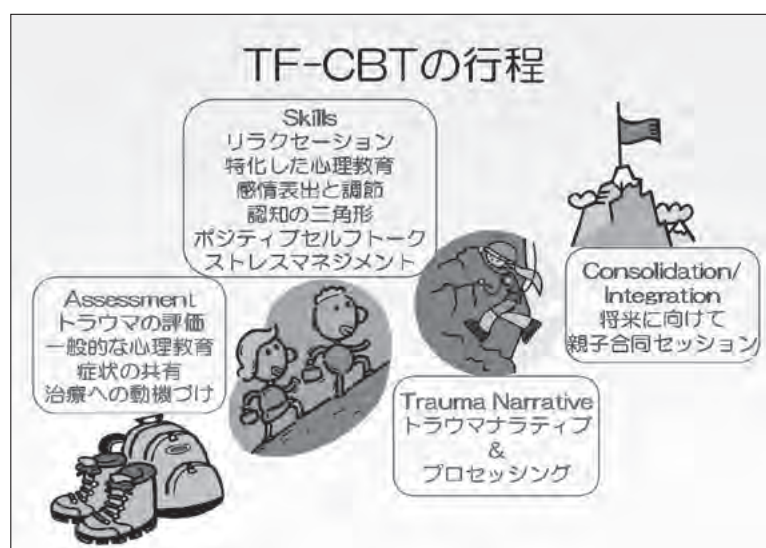 TF-CBTの行程
Skills
リラクセーション
特化した心理教育
感情表出と調節
認知の三角形
ポジティブセルフトーク
ストレスマネジメント
Assessment
トラウマの評価
一般的な心理教育
症状の共有
治療への動機づけ
Trauma Narrative
トラウマナラティブ
&
プロセッシング
Consolidation/
Integration
将来に向けて
親子合同セッション